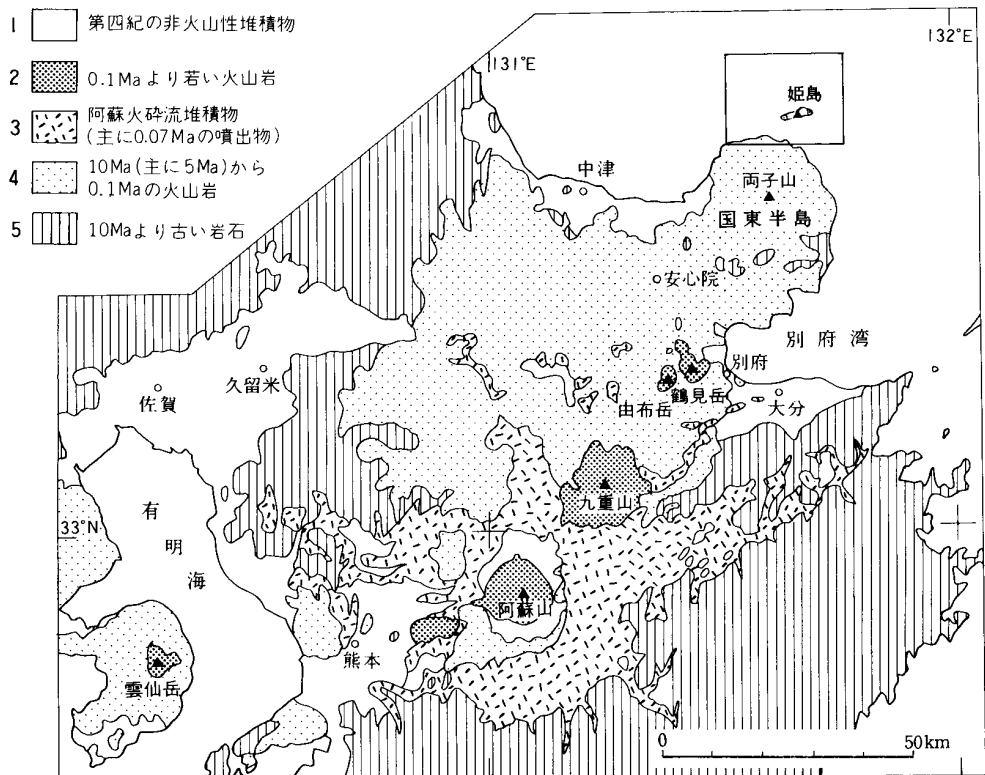 1 第四紀の非火山性堆積物
2 0.1Maより若い火山岩
3 阿蘇火砕流堆積物
(主に0.07Maの噴出物)
4 10Ma(主に5Ma)から
0.1Maの火山岩
5 10Maより古い岩石
131°E
132°E
姫島
中津
両子山
国東半島
安心院
別府湾
別府
久留米
佐賀
鶴見岳
由布岳
大分
九重山
33°N
有明海
阿蘇山
熊本
雲仙岳
0 50km